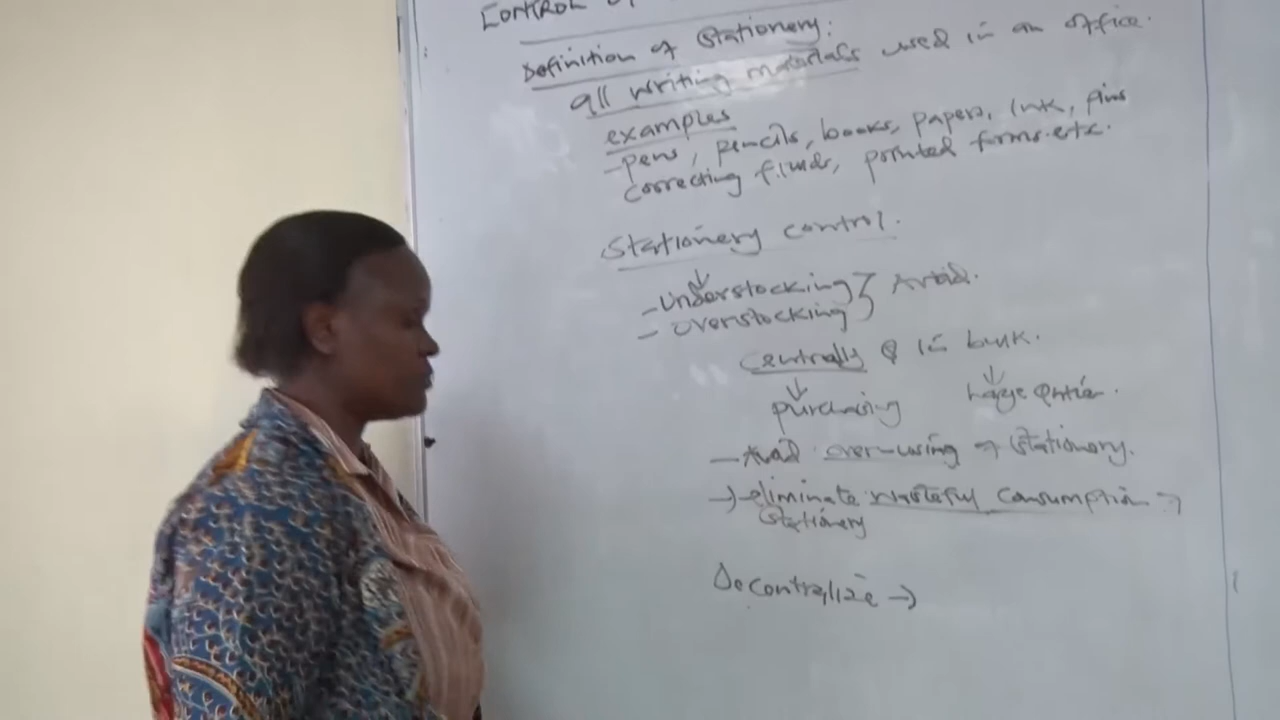 CONTROL
Definition of Stationery:
all writing materials used in an office.
examples
- pens, pencils, books, papers, ink, pins
correcting fluids, printed forms etc.
Stationery control.
- Understocking } Avoid.
- overstocking
Centrally & in bulk.
purchasing Large
- Avoid over-using of Stationery.
→ eliminate wasteful consumption of
Stationery
Decentralize →